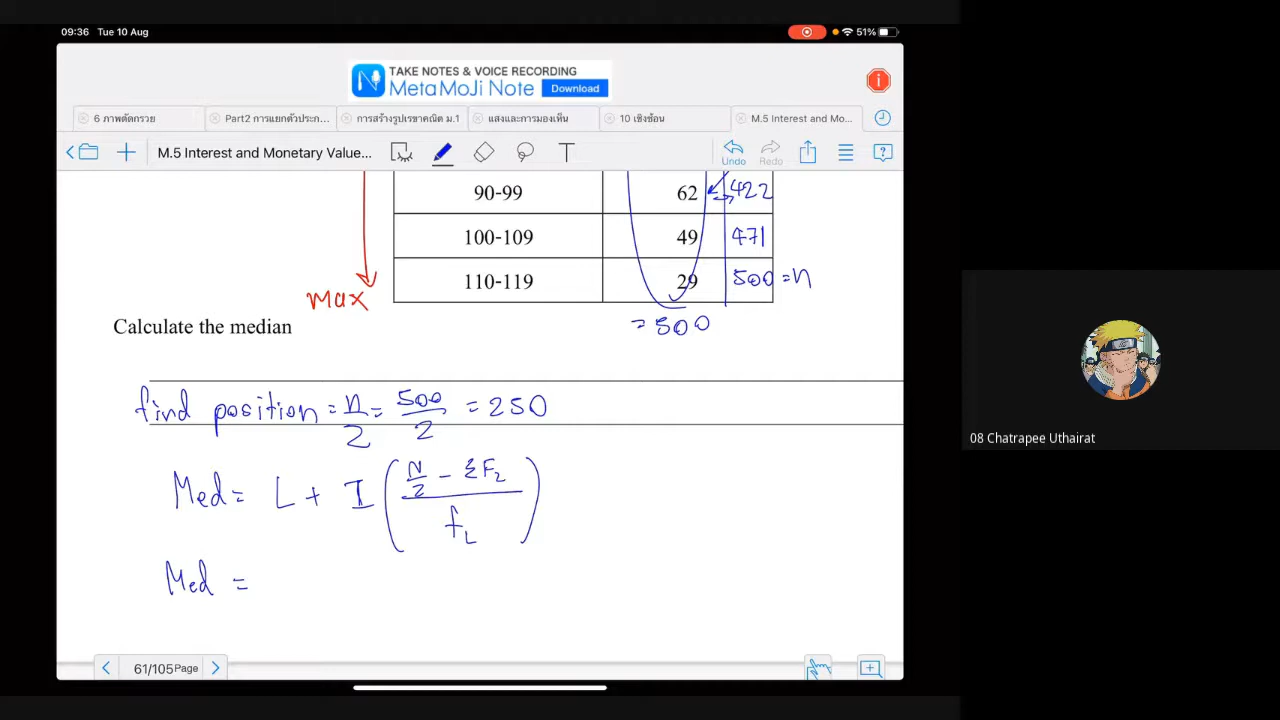 09:36 Tue 10 Aug
51%
TAKE NOTES & VOICE RECORDING
MetaMoJi Note Download
6 ภาพตัดกรวย
Part2 การแยกตัวประก...
การสร้างรูปเรขาคณิต ม.1
แสงและการมองเห็น
10 เชิงซ้อน
M.5 Interest and Mo...
M.5 Interest and Monetary Value...
T
Undo
Redo
90-99 62 422
100-109 49 471
110-119 29 500 = n
max
= 500
Calculate the median
find position = n/2 = 500/2 = 250
Med = L + I ( (N/2 - ΣF₂) / f_L )
Med =
61/105 Page
08 Chatrapee Uthairat